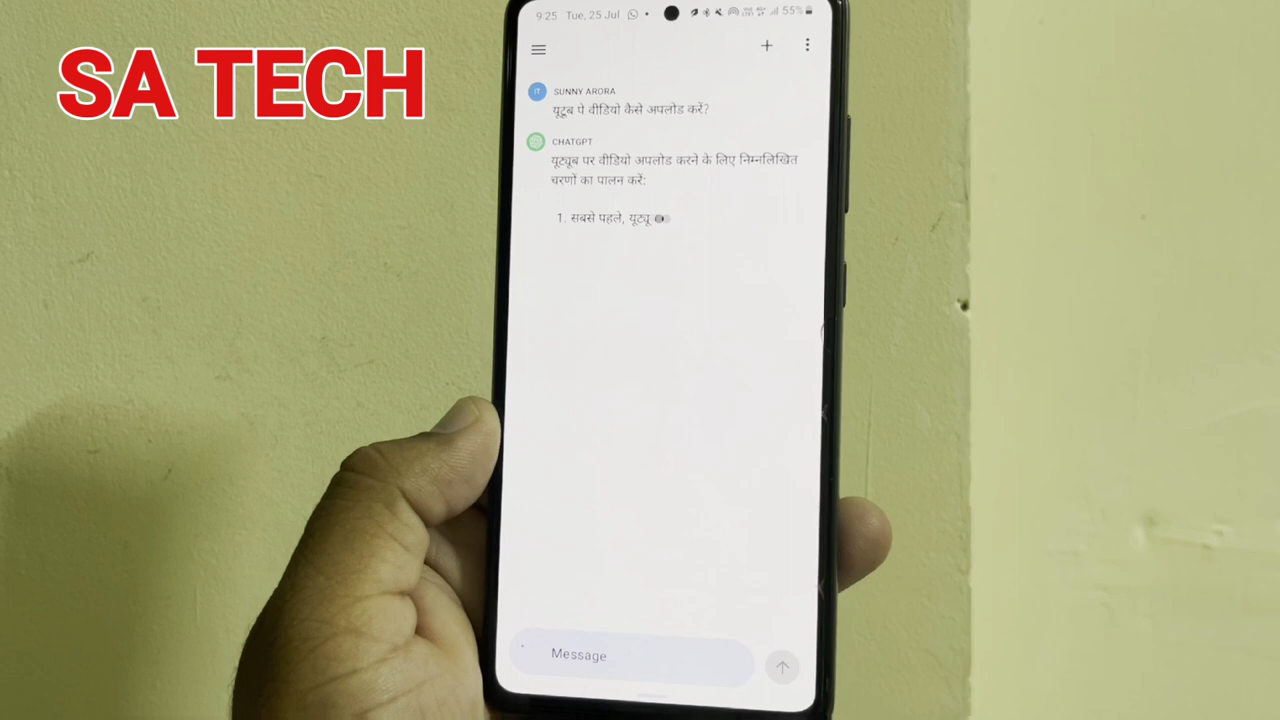 SA TECH
9:25 Tue, 25 Jul 55%
SUNNY ARORA
यूटूब पे वीडियो कैसे अपलोड करें?
CHATGPT
यूट्यूब पर वीडियो अपलोड करने के लिए निम्नलिखित
चरणों का पालन करें:
1. सबसे पहले, यूट्यू
Message